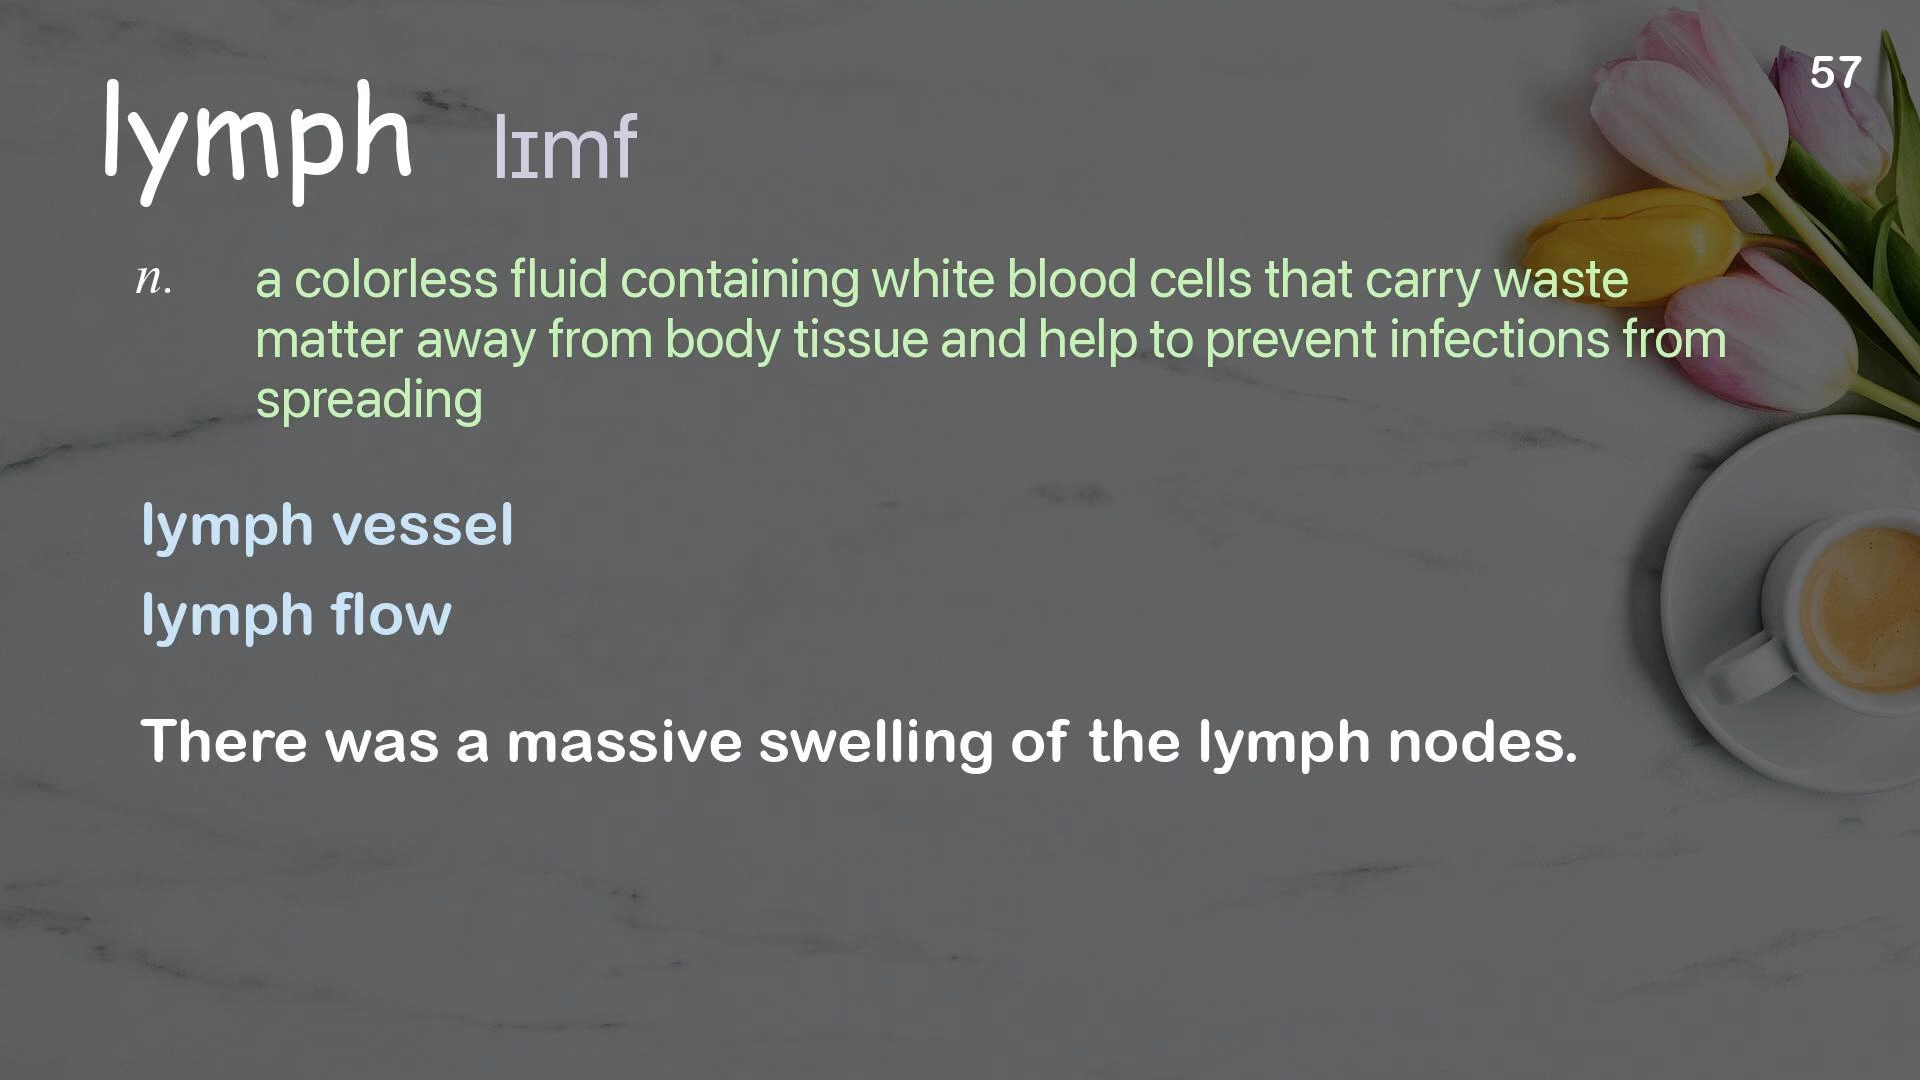 57
lymph lɪmf
n. a colorless fluid containing white blood cells that carry waste
matter away from body tissue and help to prevent infections from
spreading
lymph vessel
lymph flow
There was a massive swelling of the lymph nodes.